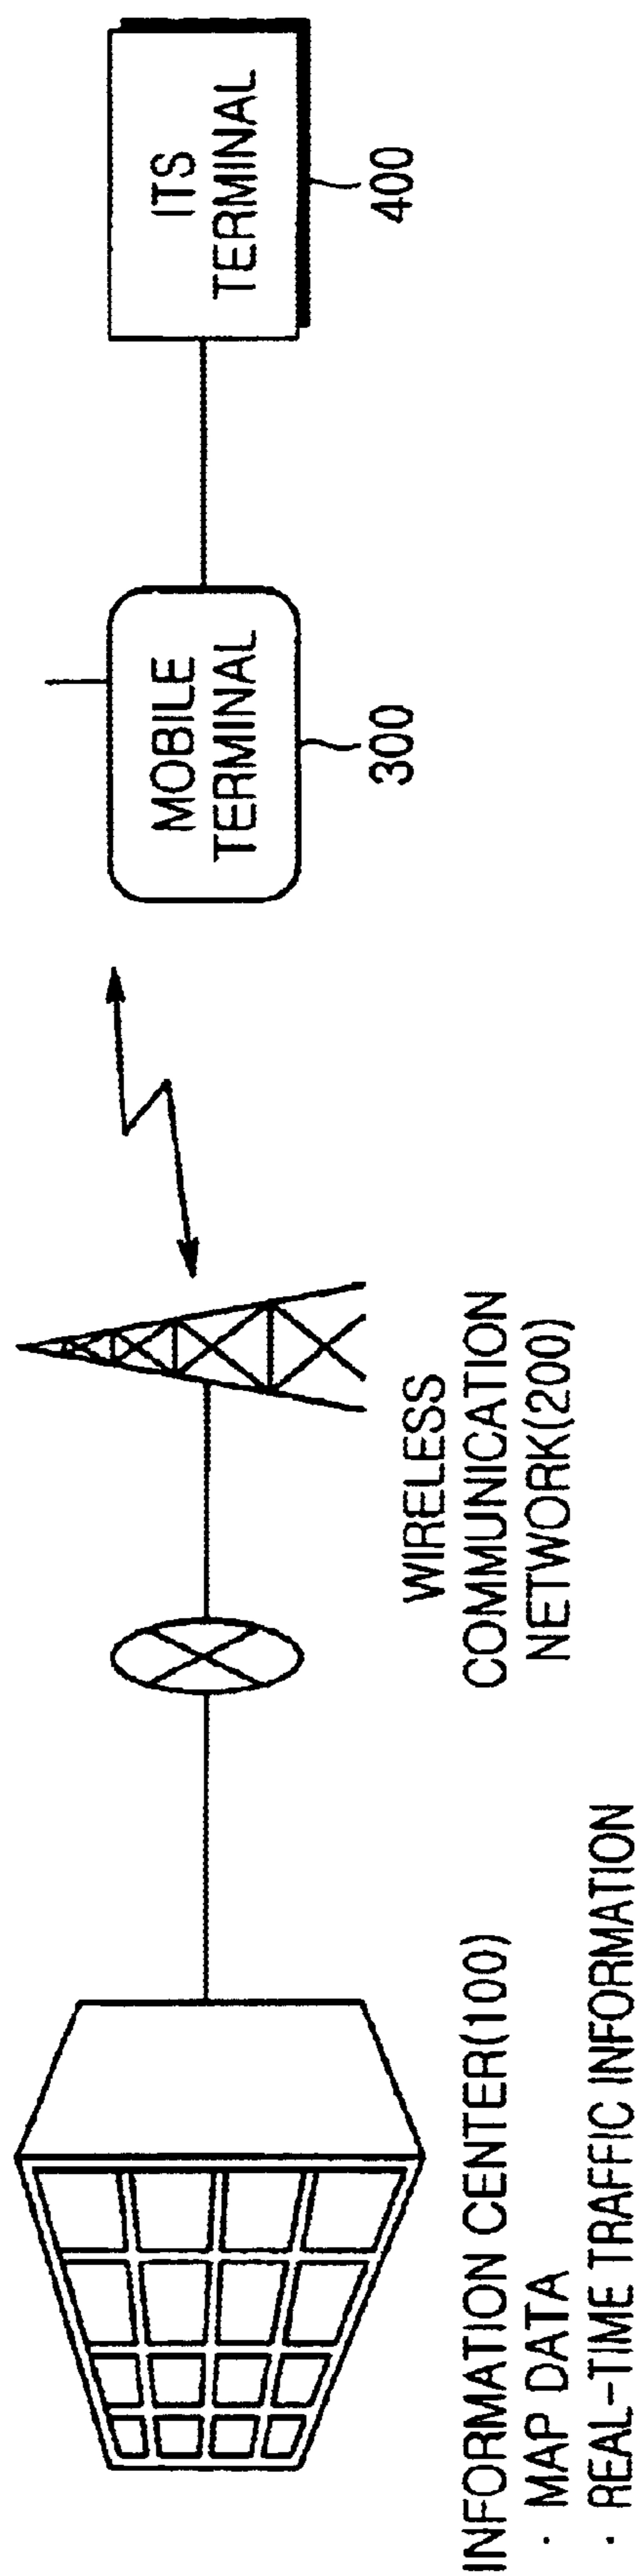 INFORMATION CENTER(100)
· MAP DATA
· REAL-TIME TRAFFIC INFORMATION
WIRELESS
COMMUNICATION
NETWORK(200)
MOBILE
TERMINAL
300
ITS
TERMINAL
400